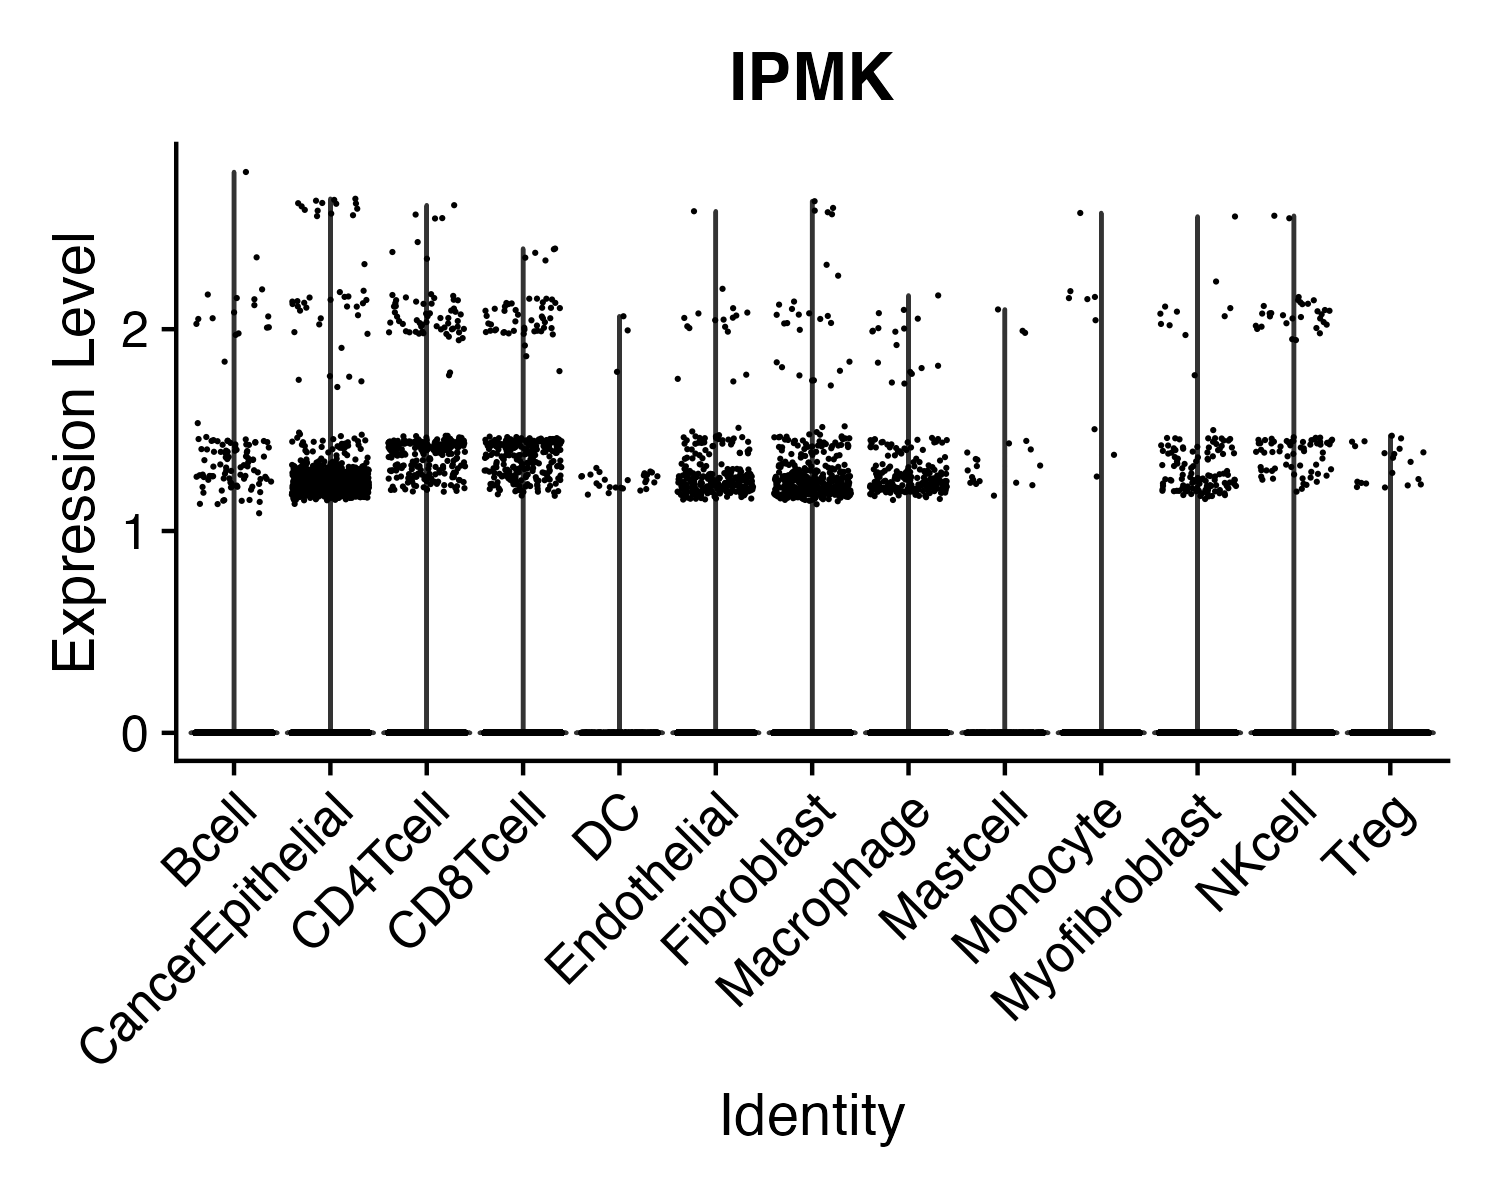 IPMK
Expression Level
2
1
0
Bcell
CancerEpithelial
CD4Tcell
CD8Tcell
DC
Endothelial
Fibroblast
Macrophage
Mastcell
Monocyte
Myofibroblast
NKcell
Treg
Identity